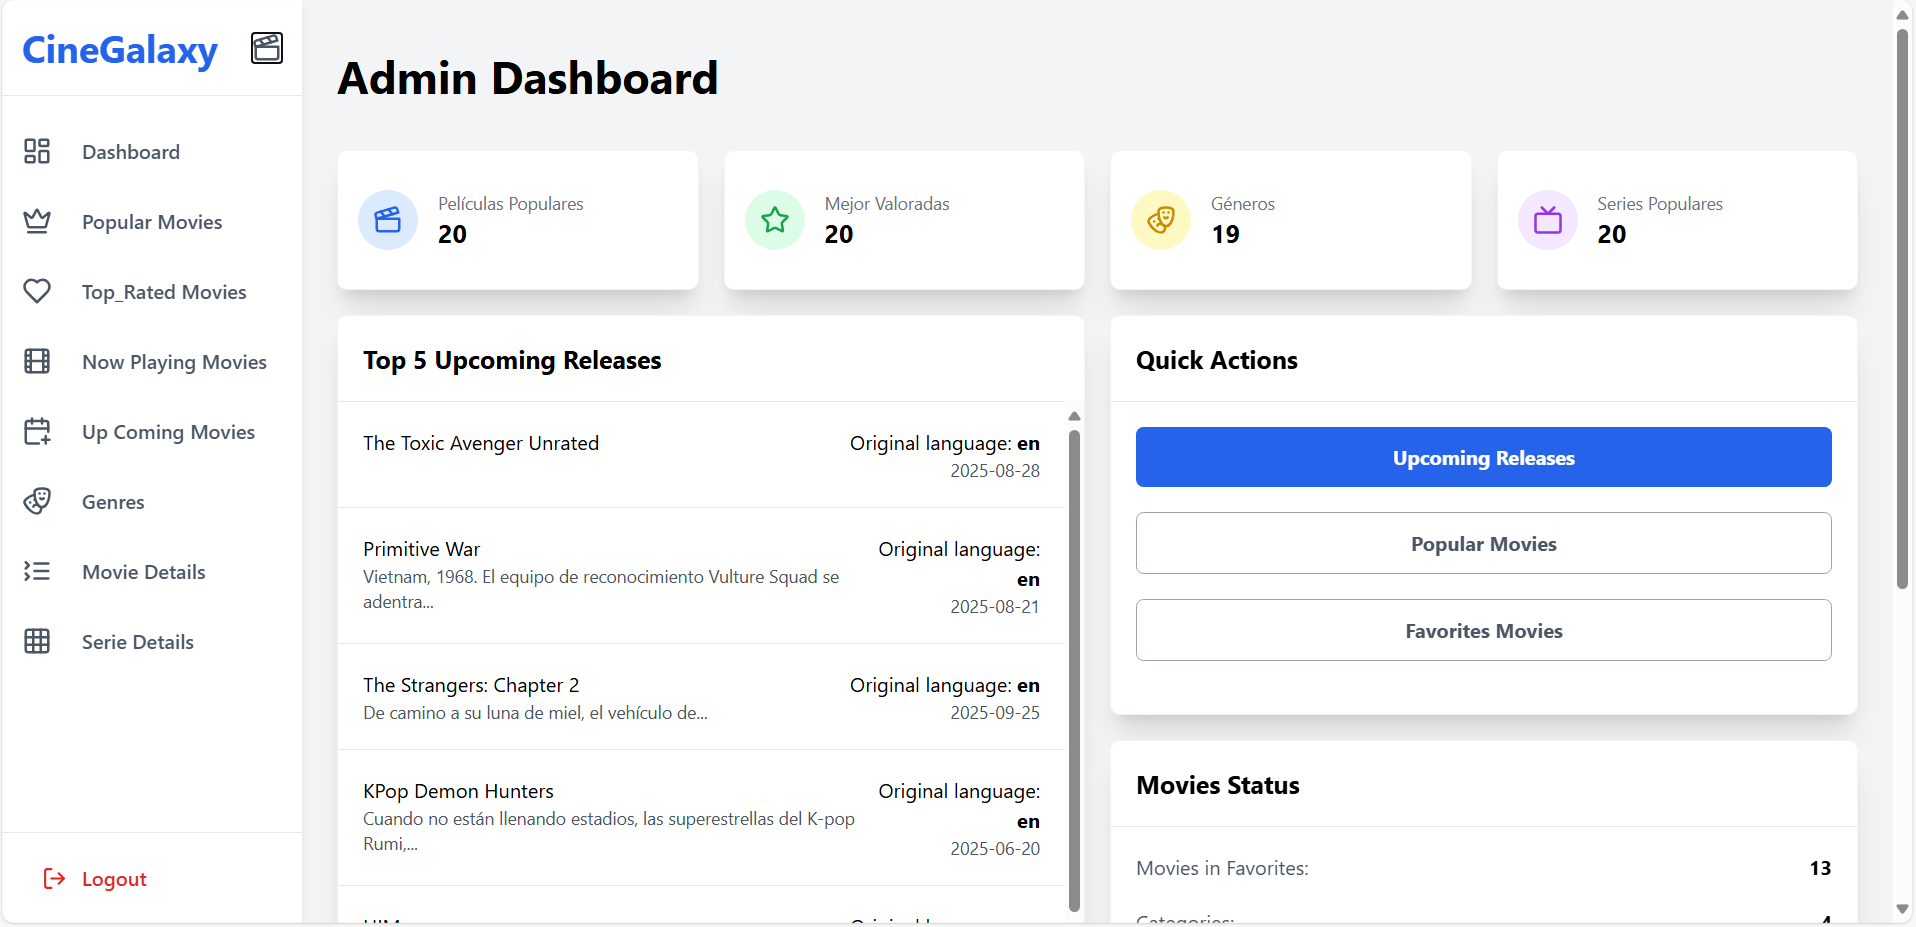 CineGalaxy
Dashboard
Popular Movies
Top_Rated Movies
Now Playing Movies
Up Coming Movies
Genres
Movie Details
Serie Details
Logout
Admin Dashboard
Películas Populares
20
Mejor Valoradas
20
Géneros
19
Series Populares
20
Top 5 Upcoming Releases
The Toxic Avenger Unrated
Original language: en
2025-08-28
Primitive War
Vietnam, 1968. El equipo de reconocimiento Vulture Squad se
adentra...
Original language:
en
2025-08-21
The Strangers: Chapter 2
De camino a su luna de miel, el vehículo de...
Original language: en
2025-09-25
KPop Demon Hunters
Cuando no están llenando estadios, las superestrellas del K-pop
Rumi,...
Original language:
en
2025-06-20
Quick Actions
Upcoming Releases
Popular Movies
Favorites Movies
Movies Status
Movies in Favorites:
13
Categories:
4